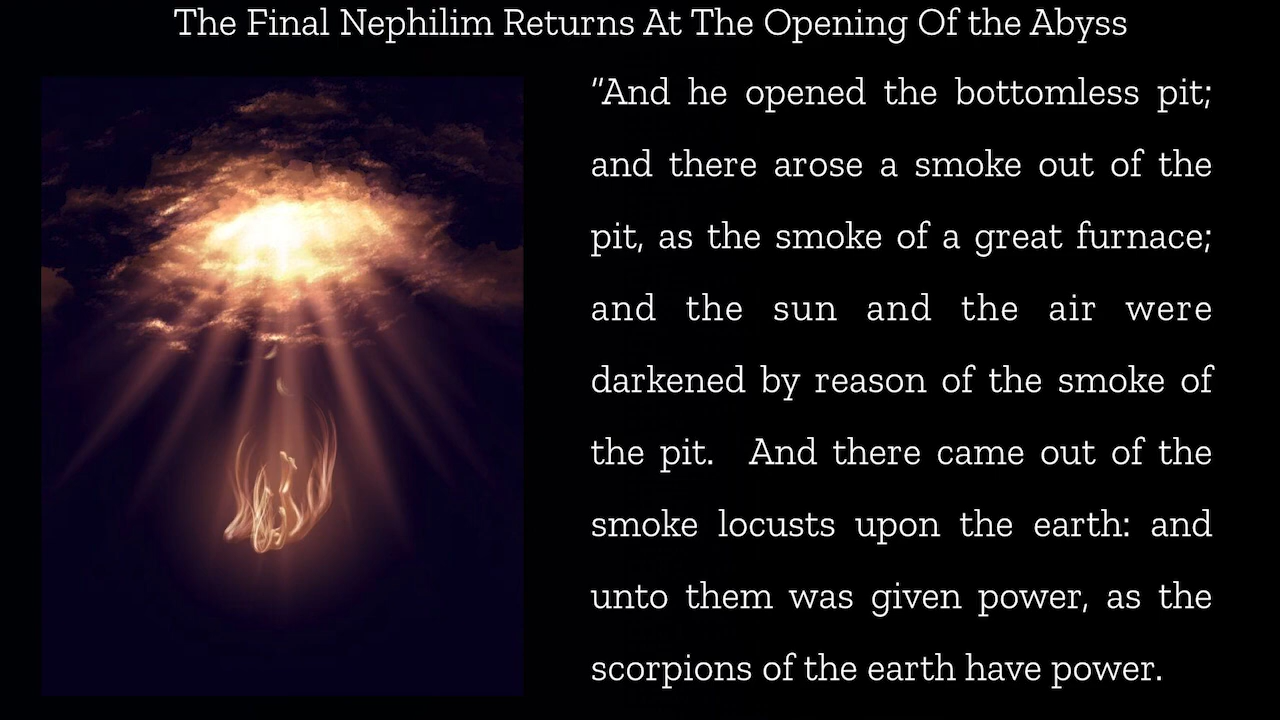 The Final Nephilim Returns At The Opening Of the Abyss
"And he opened the bottomless pit;
and there arose a smoke out of the
pit, as the smoke of a great furnace;
and the sun and the air were
darkened by reason of the smoke of
the pit. And there came out of the
smoke locusts upon the earth: and
unto them was given power, as the
scorpions of the earth have power.